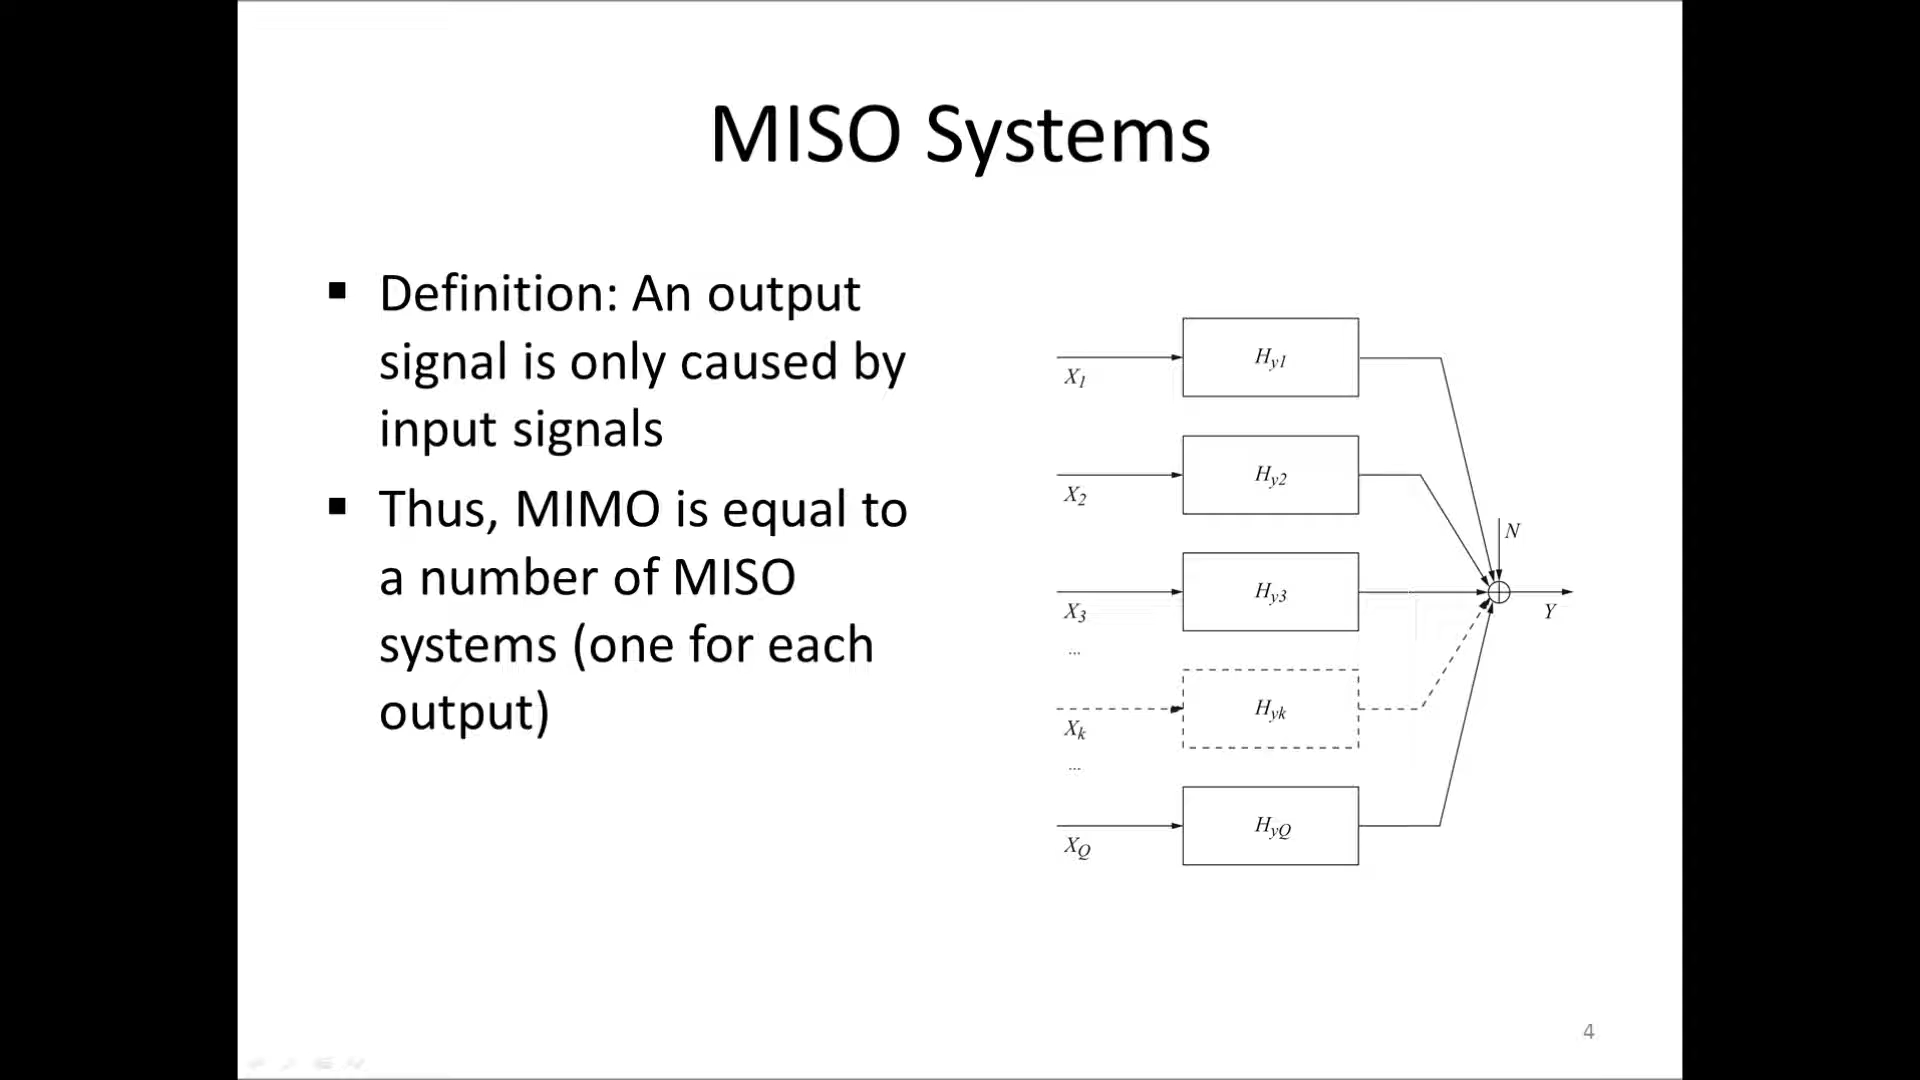 MISO Systems
▪ Definition: An output
signal is only caused by
input signals
▪ Thus, MIMO is equal to
a number of MISO
systems (one for each
output)
X1
Hy1
X2
Hy2
N
X3
Hy3
Y
...
Xk
Hyk
...
XQ
HyQ
4